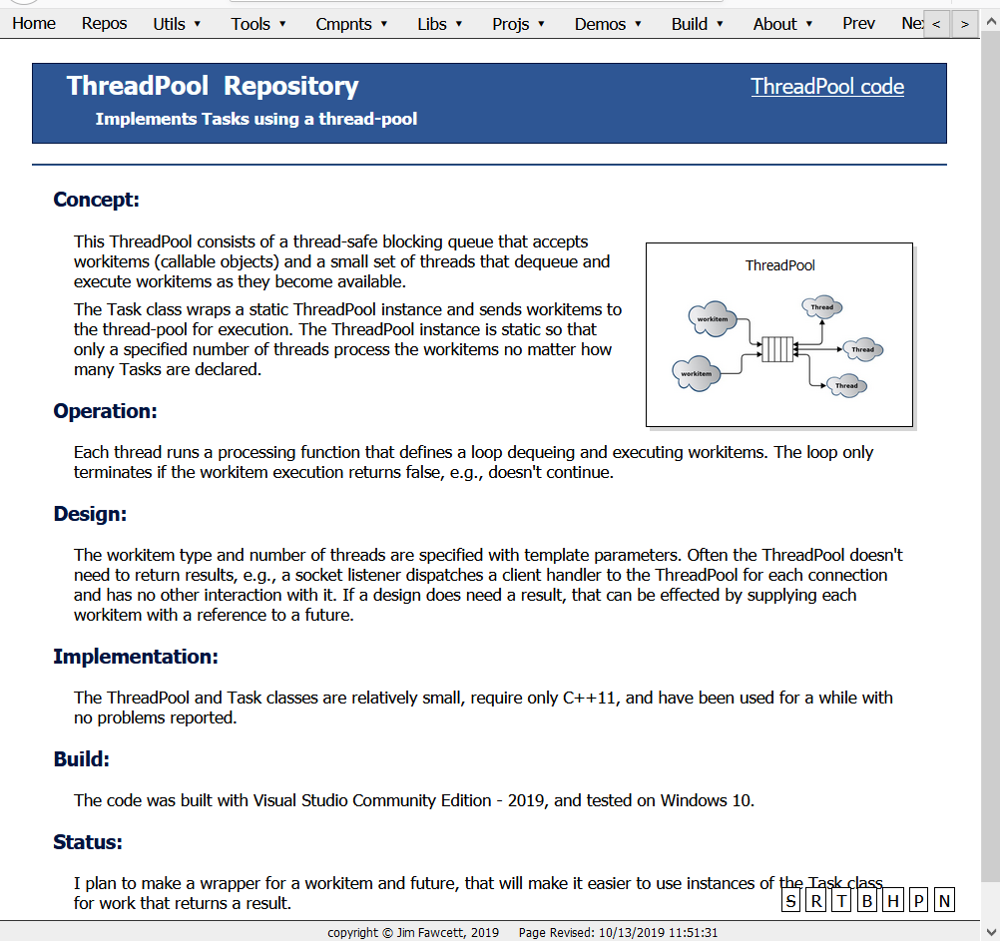 Home Repos Utils ▼ Tools ▼ Cmpnts ▼ Libs ▼ Projs ▼ Demos ▼ Build ▼ About ▼ Prev < >
ThreadPool Repository
ThreadPool code
Implements Tasks using a thread-pool
Concept:
This ThreadPool consists of a thread-safe blocking queue that accepts
workitems (callable objects) and a small set of threads that dequeue and
execute workitems as they become available.
The Task class wraps a static ThreadPool instance and sends workitems to
the thread-pool for execution. The ThreadPool instance is static so that
only a specified number of threads process the workitems no matter how
many Tasks are declared.
ThreadPool
workitem
Thread
Thread
workitem
Thread
Operation:
Each thread runs a processing function that defines a loop dequeing and executing workitems. The loop only
terminates if the workitem execution returns false, e.g., doesn't continue.
Design:
The workitem type and number of threads are specified with template parameters. Often the ThreadPool doesn't
need to return results, e.g., a socket listener dispatches a client handler to the ThreadPool for each connection
and has no other interaction with it. If a design does need a result, that can be effected by supplying each
workitem with a reference to a future.
Implementation:
The ThreadPool and Task classes are relatively small, require only C++11, and have been used for a while with
no problems reported.
Build:
The code was built with Visual Studio Community Edition - 2019, and tested on Windows 10.
Status:
I plan to make a wrapper for a workitem and future, that will make it easier to use instances of the Task class
for work that returns a result.
S R T B H P N
copyright © Jim Fawcett, 2019 Page Revised: 10/13/2019 11:51:31